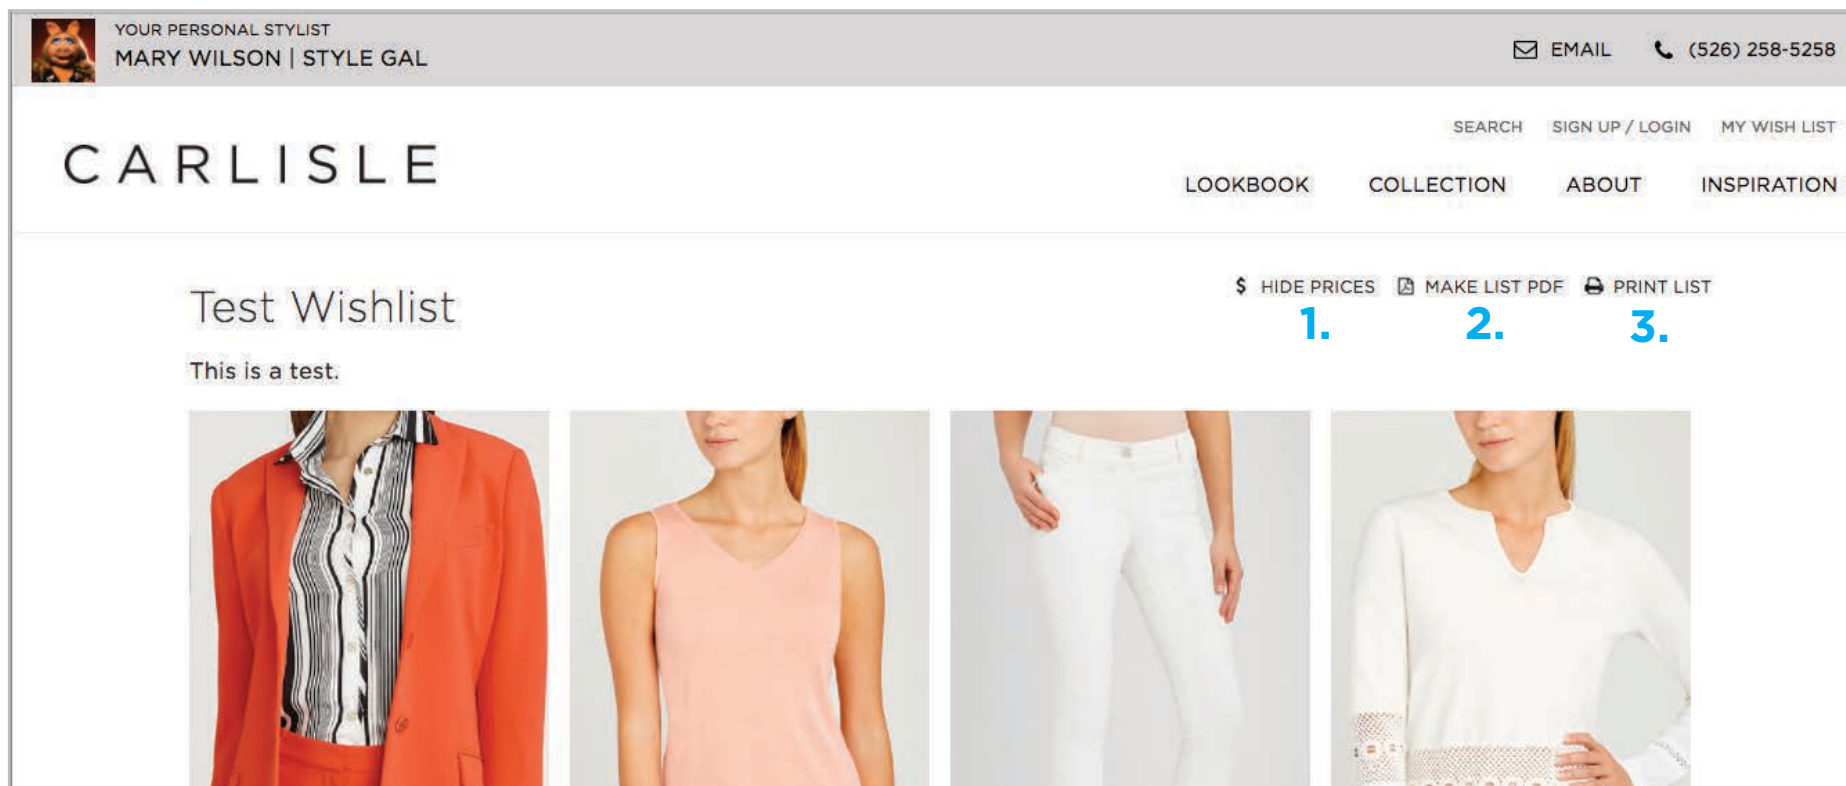 YOUR PERSONAL STYLIST
MARY WILSON | STYLE GAL
EMAIL (526) 258-5258
SEARCH SIGN UP / LOGIN MY WISH LIST
CARLISLE
LOOKBOOK COLLECTION ABOUT INSPIRATION
$ HIDE PRICES MAKE LIST PDF PRINT LIST
1. 2. 3.
Test Wishlist
This is a test.